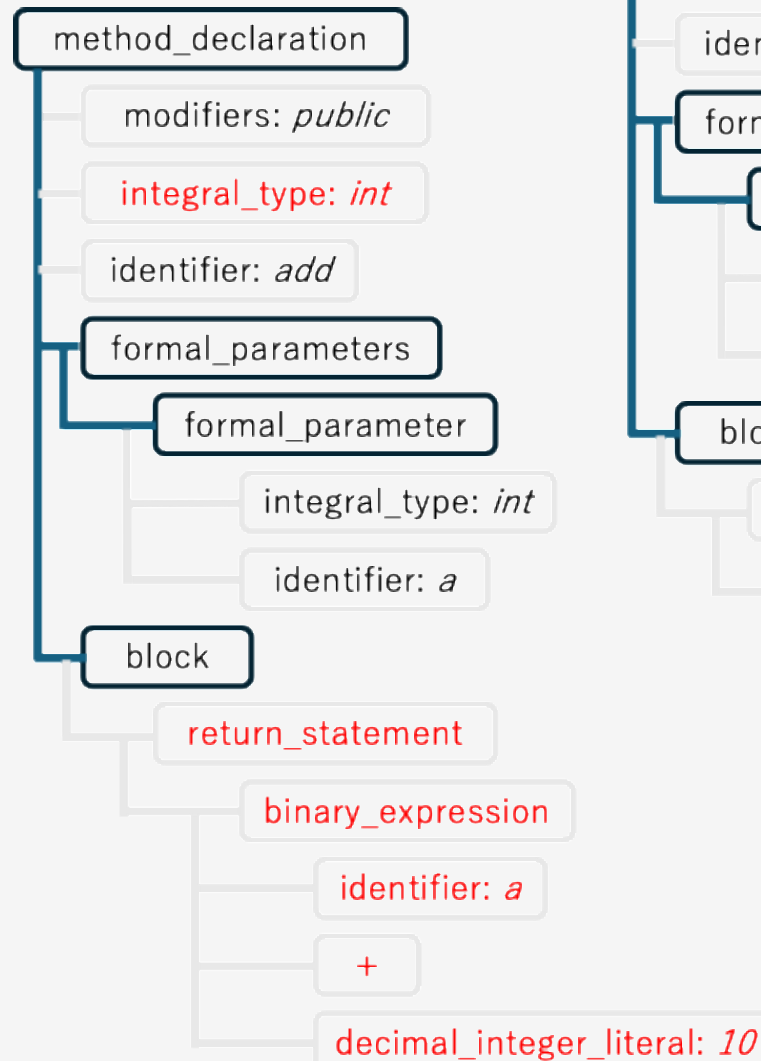 method_declaration
modifiers: public
integral_type: int
identifier: add
formal_parameters
formal_parameter
integral_type: int
identifier: a
block
return_statement
binary_expression
identifier: a
+
decimal_integer_literal: 10